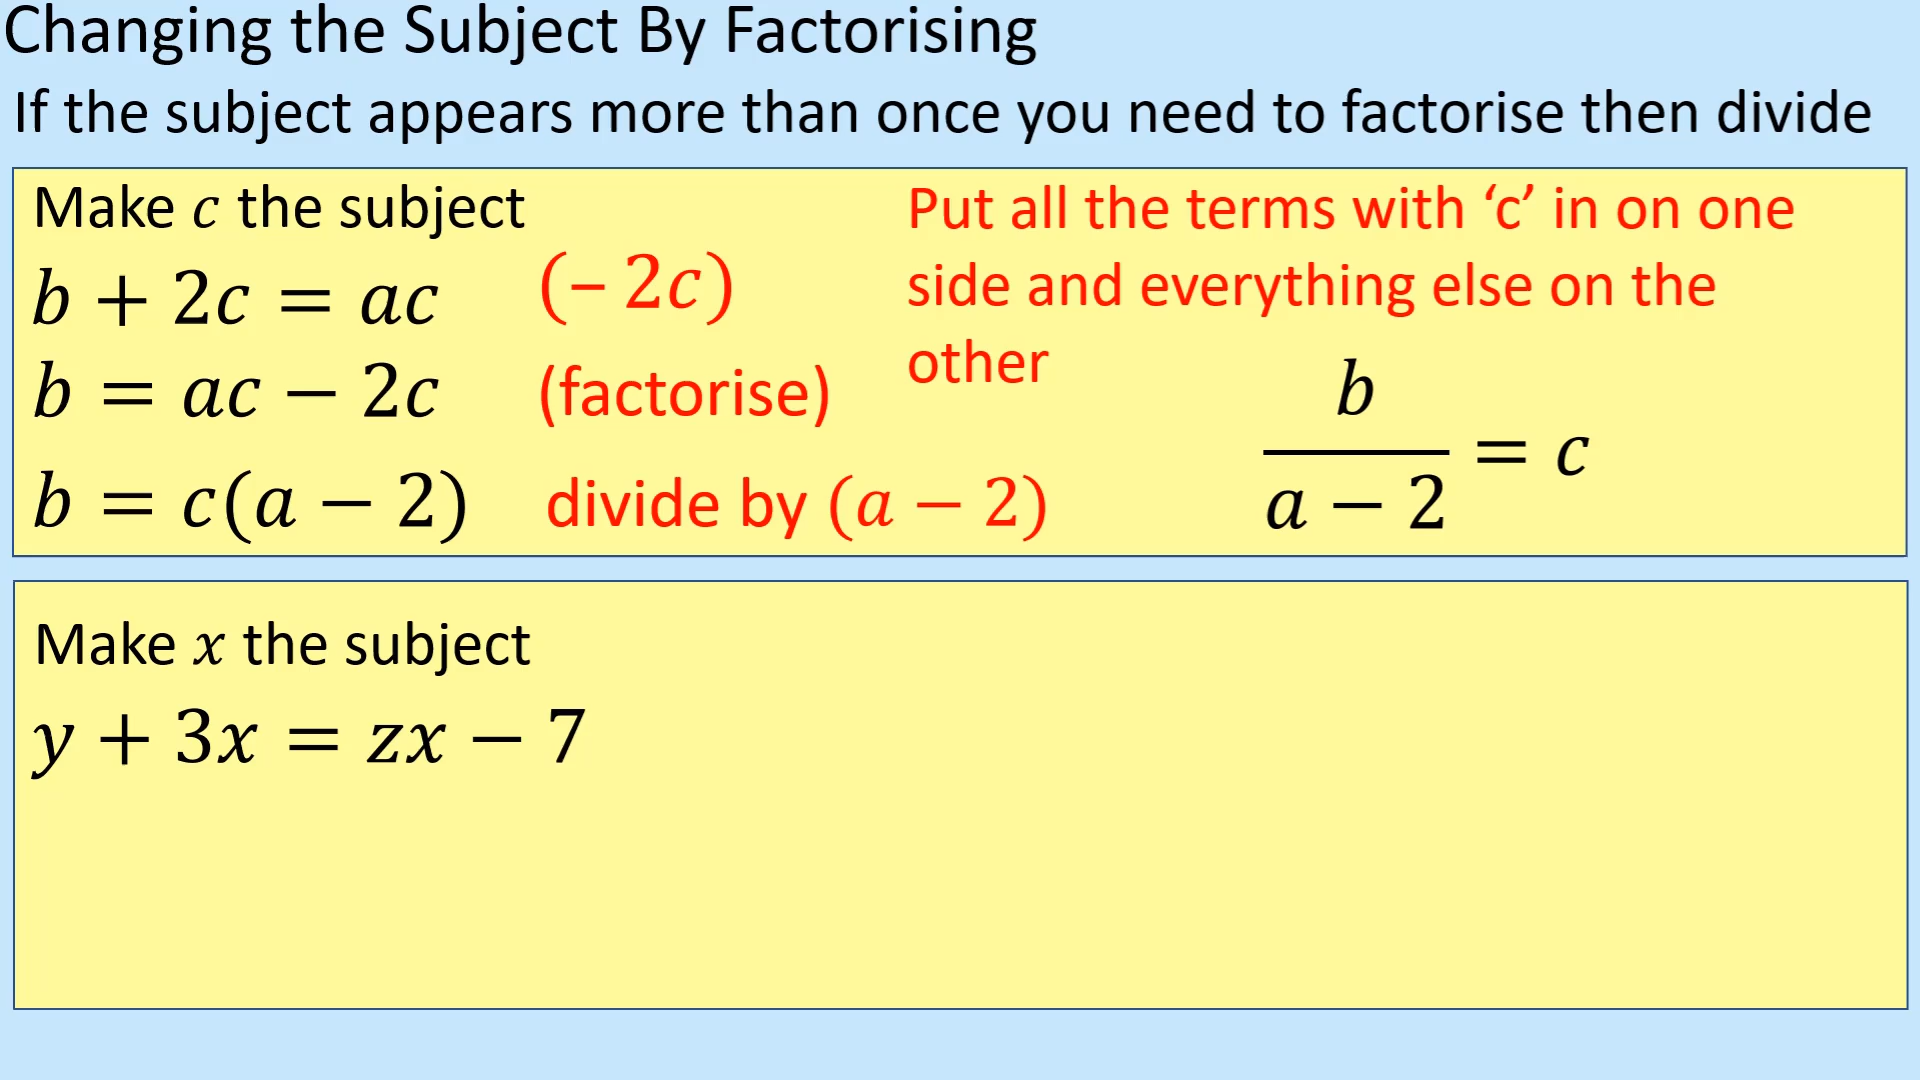 Changing the Subject By Factorising
If the subject appears more than once you need to factorise then divide
Make c the subject
b + 2c = ac (− 2c)
b = ac − 2c (factorise)
b = c(a − 2) divide by (a − 2)
Put all the terms with ‘c’ in on one
side and everything else on the
other
b
a − 2 = c
Make x the subject
y + 3x = zx − 7